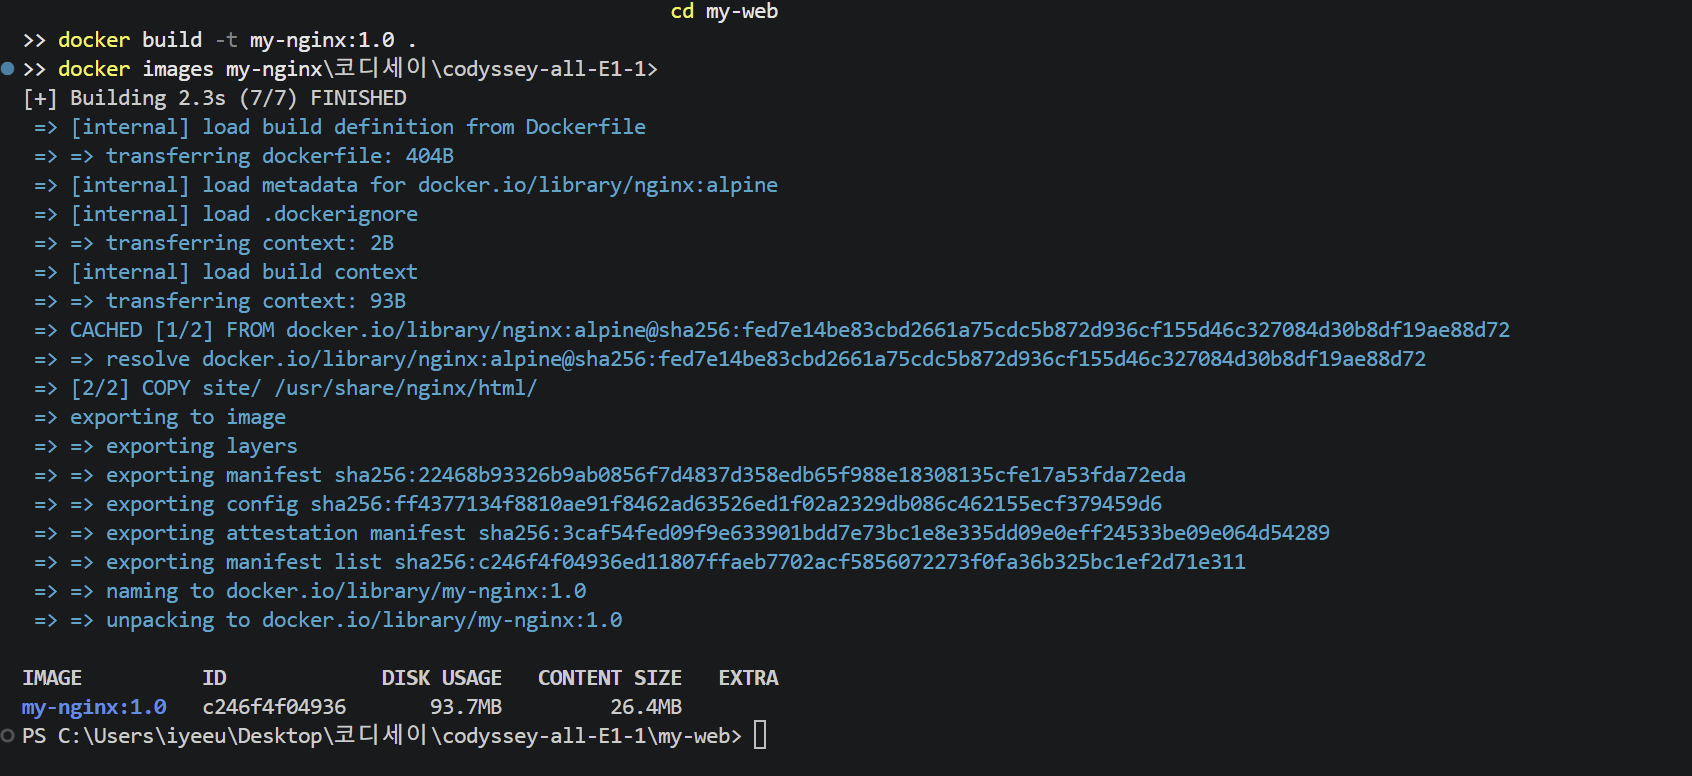 cd my-web
>> docker build -t my-nginx:1.0 .
>> docker images my-nginx\코디세이\codyssey-all-E1-1>
[+] Building 2.3s (7/7) FINISHED
=> [internal] load build definition from Dockerfile
=> => transferring dockerfile: 404B
=> [internal] load metadata for docker.io/library/nginx:alpine
=> [internal] load .dockerignore
=> => transferring context: 2B
=> [internal] load build context
=> => transferring context: 93B
=> CACHED [1/2] FROM docker.io/library/nginx:alpine@sha256:fed7e14be83cbd2661a75cdc5b872d936cf155d46c327084d30b8df19ae88d72
=> => resolve docker.io/library/nginx:alpine@sha256:fed7e14be83cbd2661a75cdc5b872d936cf155d46c327084d30b8df19ae88d72
=> [2/2] COPY site/ /usr/share/nginx/html/
=> exporting to image
=> => exporting layers
=> => exporting manifest sha256:22468b93326b9ab0856f7d4837d358edb65f988e18308135cfe17a53fda72eda
=> => exporting config sha256:ff4377134f8810ae91f8462ad63526ed1f02a2329db086c462155ecf379459d6
=> => exporting attestation manifest sha256:3caf54fed09f9e633901bdd7e73bc1e8e335dd09e0eff24533be09e064d54289
=> => exporting manifest list sha256:c246f4f04936ed11807ffaeb7702acf5856072273f0fa36b325bc1ef2d71e311
=> => naming to docker.io/library/my-nginx:1.0
=> => unpacking to docker.io/library/my-nginx:1.0
IMAGE ID DISK USAGE CONTENT SIZE EXTRA
my-nginx:1.0 c246f4f04936 93.7MB 26.4MB
PS C:\Users\iyeeu\Desktop\코디세이\codyssey-all-E1-1\my-web>